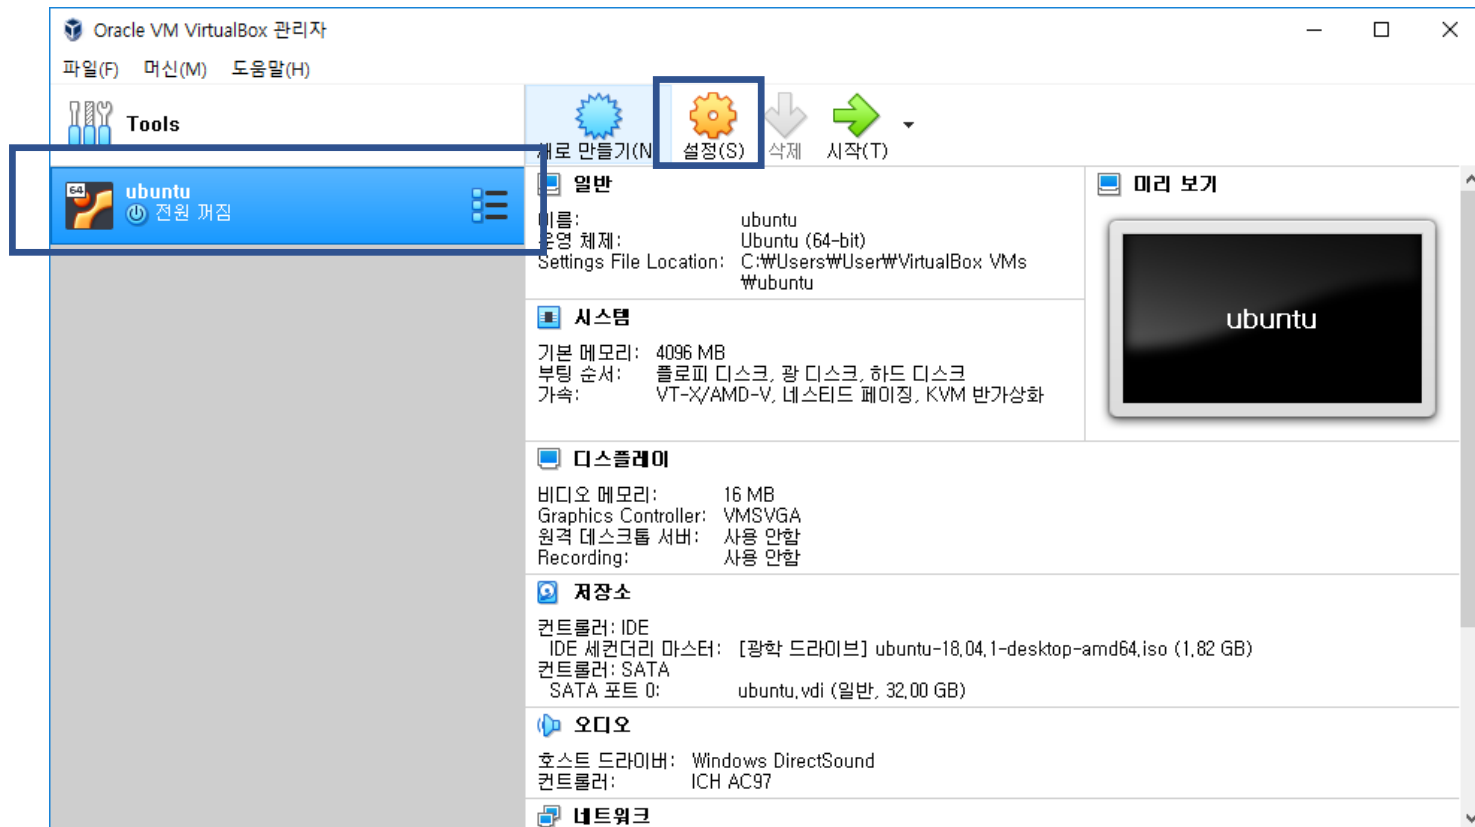 Oracle VM VirtualBox 관리자
파일(F) 머신(M) 도움말(H)
Tools
새로 만들기(N 설정(S) 삭제 시작(T)
64
ubuntu
전원 꺼짐
일반
이름: ubuntu
운영 체제: Ubuntu (64-bit)
Settings File Location: C:₩Users₩User₩VirtualBox VMs
₩ubuntu
미리 보기
ubuntu
시스템
기본 메모리: 4096 MB
부팅 순서: 플로피 디스크, 광 디스크, 하드 디스크
가속: VT-X/AMD-V, 네스티드 페이징, KVM 반가상화
디스플레이
비디오 메모리: 16 MB
Graphics Controller: VMSVGA
원격 데스크톱 서버: 사용 안함
Recording: 사용 안함
저장소
컨트롤러: IDE
IDE 세컨더리 마스터: [광학 드라이브] ubuntu-18.04.1-desktop-amd64.iso (1.82 GB)
컨트롤러: SATA
SATA 포트 0: ubuntu.vdi (일반, 32.00 GB)
오디오
호스트 드라이버: Windows DirectSound
컨트롤러: ICH AC97
네트워크